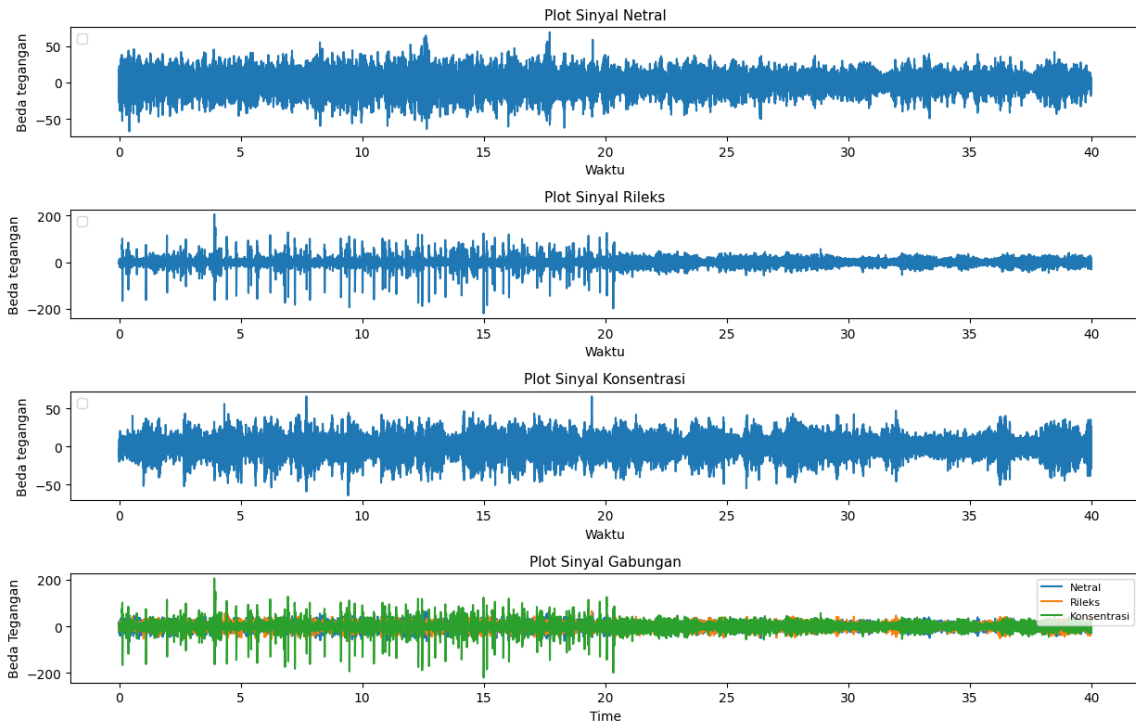 Plot Sinyal Netral
Beda tegangan
50
0
−50
0 5 10 15 20 25 30 35 40
Waktu
Plot Sinyal Rileks
Beda tegangan
200
0
−200
0 5 10 15 20 25 30 35 40
Waktu
Plot Sinyal Konsentrasi
Beda tegangan
50
0
−50
0 5 10 15 20 25 30 35 40
Waktu
Plot Sinyal Gabungan
Beda Tegangan
200
0
−200
Netral
Rileks
Konsentrasi
0 5 10 15 20 25 30 35 40
Time